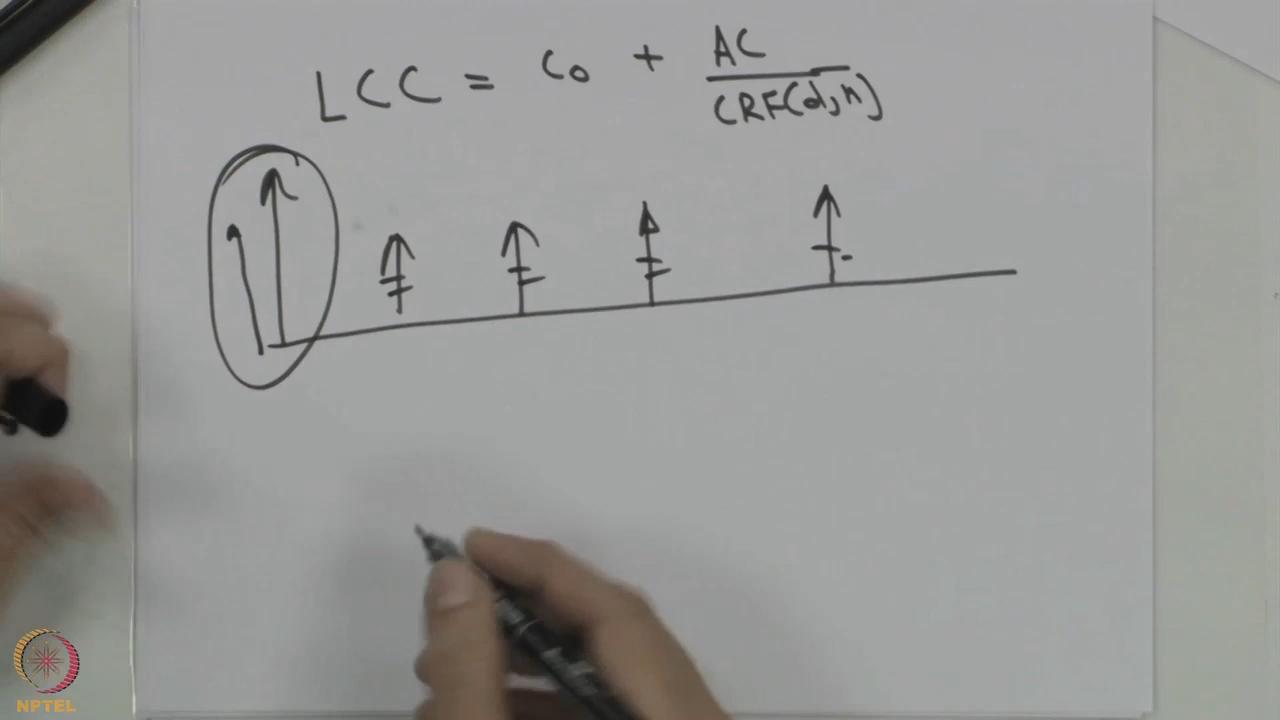 LCC = C0 + AC / CRF(d,n)
NPTEL